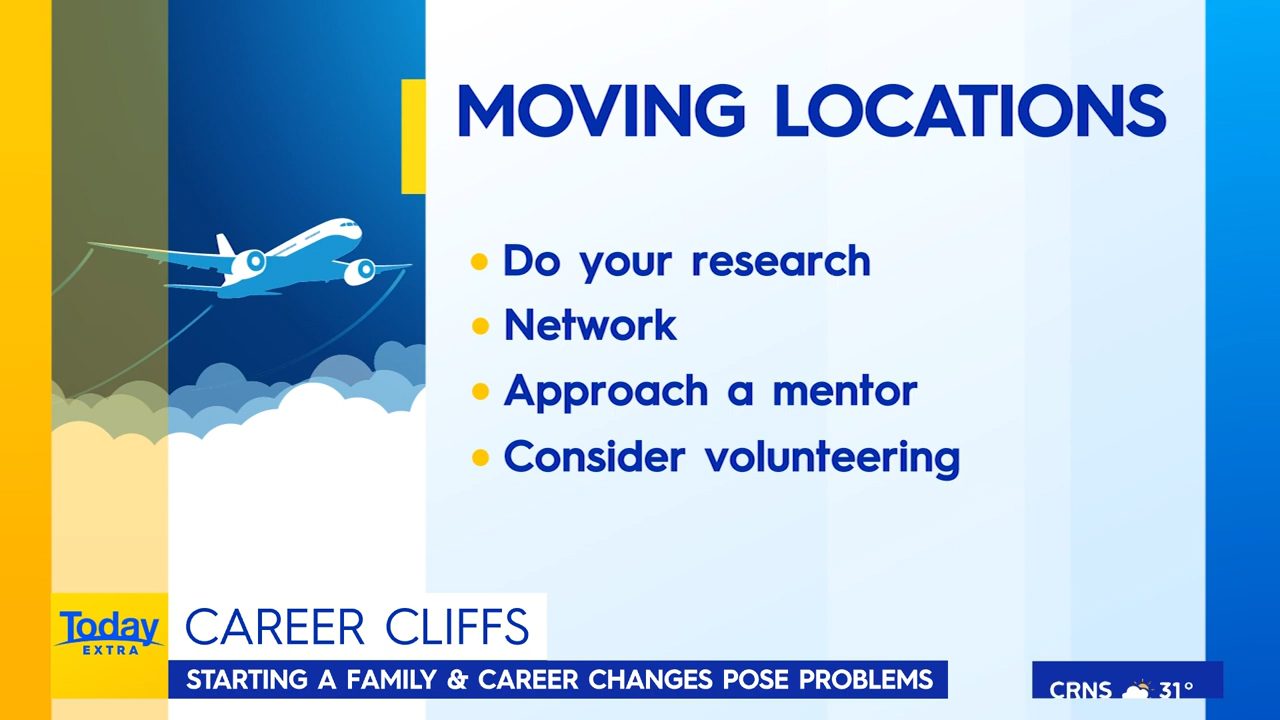 MOVING LOCATIONS
• Do your research
• Network
• Approach a mentor
• Consider volunteering
Today
EXTRA
CAREER CLIFFS
STARTING A FAMILY & CAREER CHANGES POSE PROBLEMS
CRNS 31°